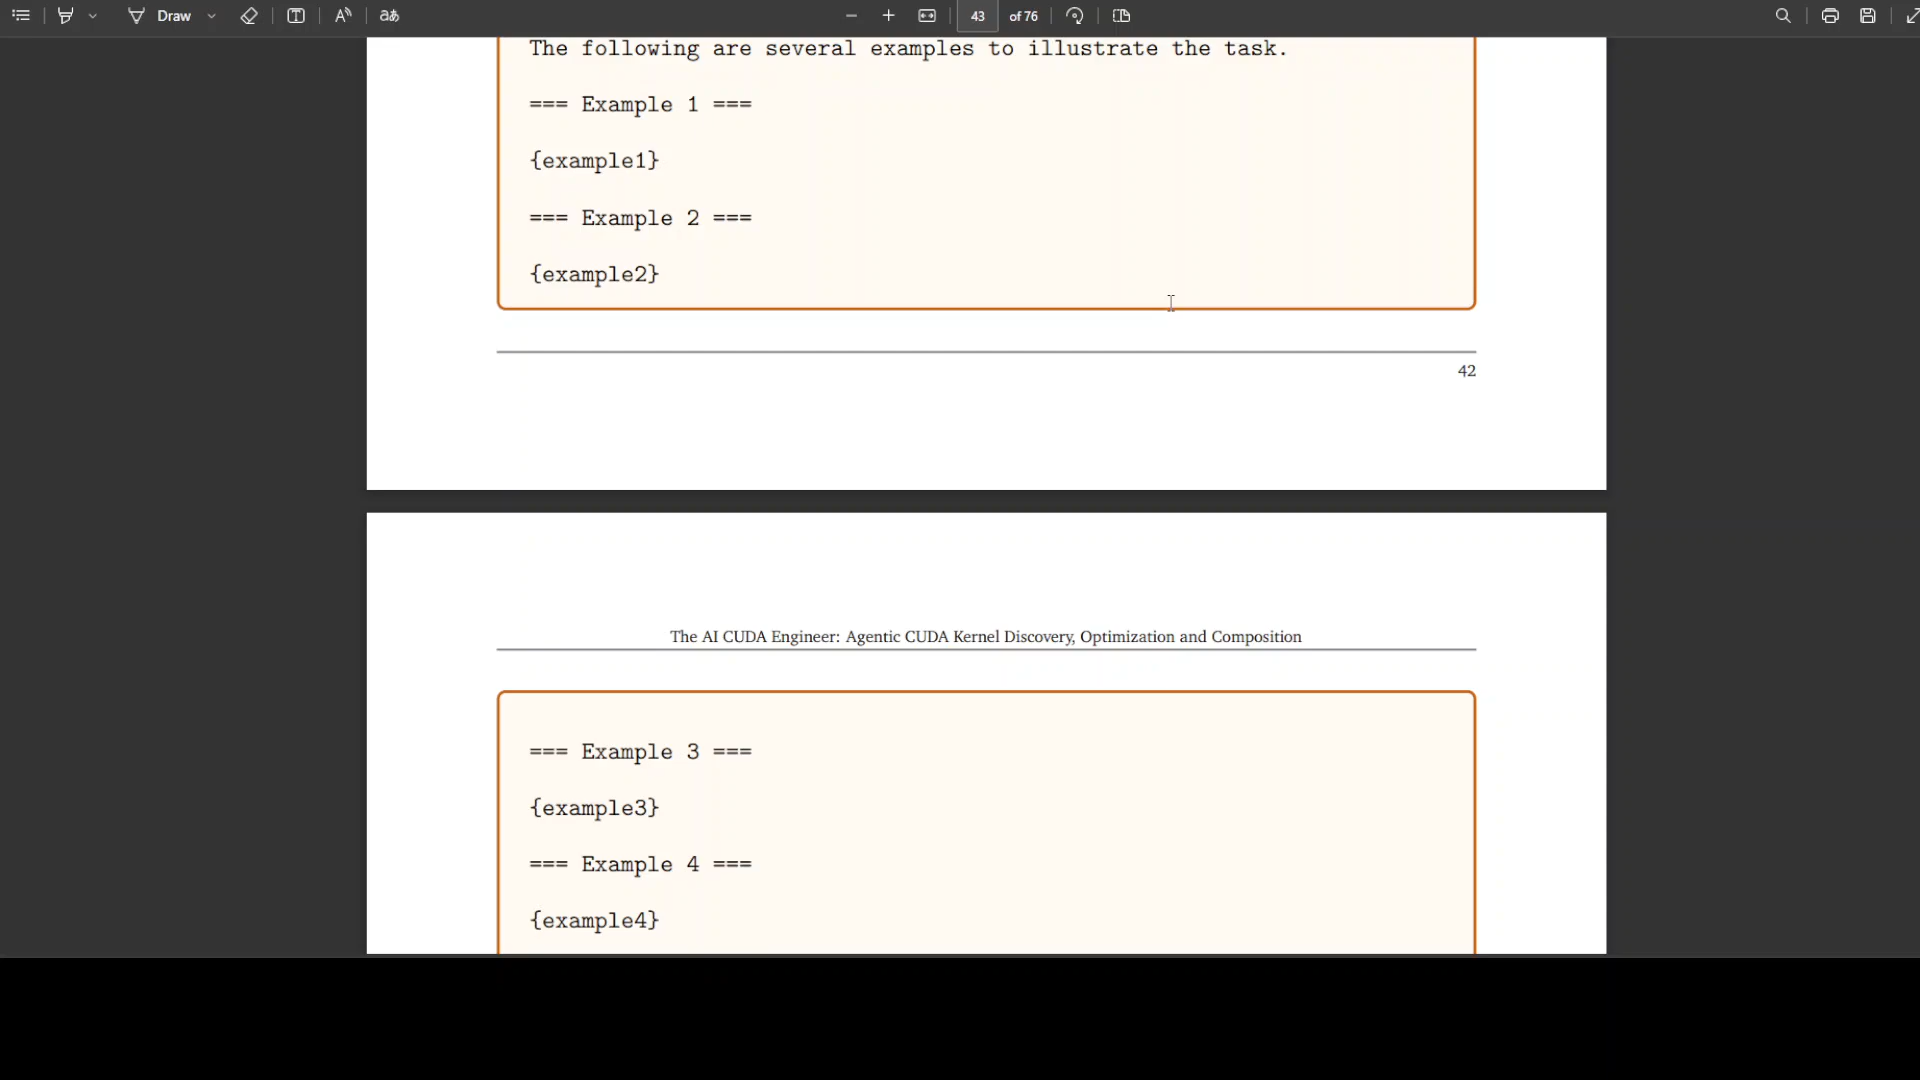 Draw
43
of 76
The following are several examples to illustrate the task.
=== Example 1 ===
{example1}
=== Example 2 ===
{example2}
42
The AI CUDA Engineer: Agentic CUDA Kernel Discovery, Optimization and Composition
=== Example 3 ===
{example3}
=== Example 4 ===
{example4}